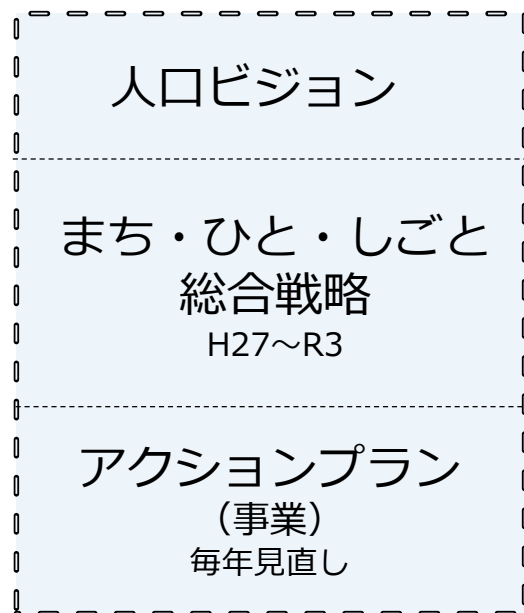 人口ビジョン
まち・ひと・しごと
総合戦略
H27～R3
アクションプラン
（事業）
毎年見直し